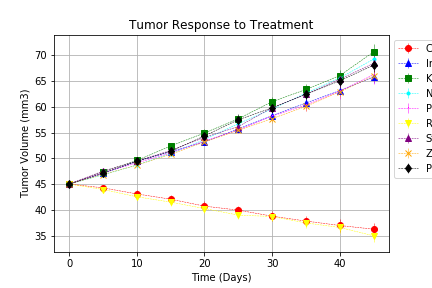 Tumor Response to Treatment
Tumor Volume (mm3)
70
65
60
55
50
45
40
35
0
10
20
30
40
Time (Days)
C
K
N
P
R
S
Z
P